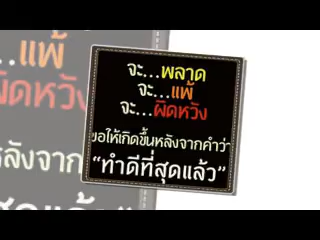 จะ...พลาด
จะ...แพ้
จะ...ผิดหวัง
ขอให้เกิดขึ้นหลังจากคำว่า
“ทำดีที่สุดแล้ว”